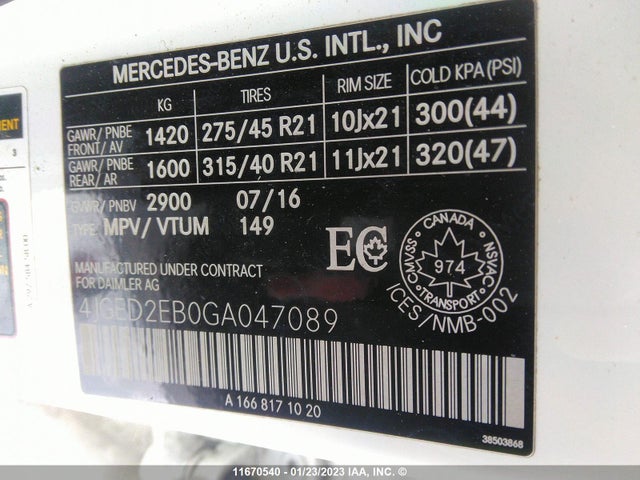 MERCEDES-BENZ U.S. INTL., INC
KG TIRES RIM SIZE COLD KPA(PSI)
GAWR/ PNBE FRONT/ AV 1420 275/45 R21 10Jx21 300(44)
GAWR/ PNBE REAR/ AR 1600 315/40 R21 11Jx21 320(47)
GVWR/ PNBV 2900 07/16
TYPE MPV/ VTUM 149
EC
CANADA
CMVSS 974 NSVAC
TRANSPORT
ICES/NMB-002
MANUFACTURED UNDER CONTRACT
FOR DAIMLER AG
4JGED2EB0GA047089
A 166 817 10 20
38503868
3
11670540 - 01/23/2023 IAA, INC. ©